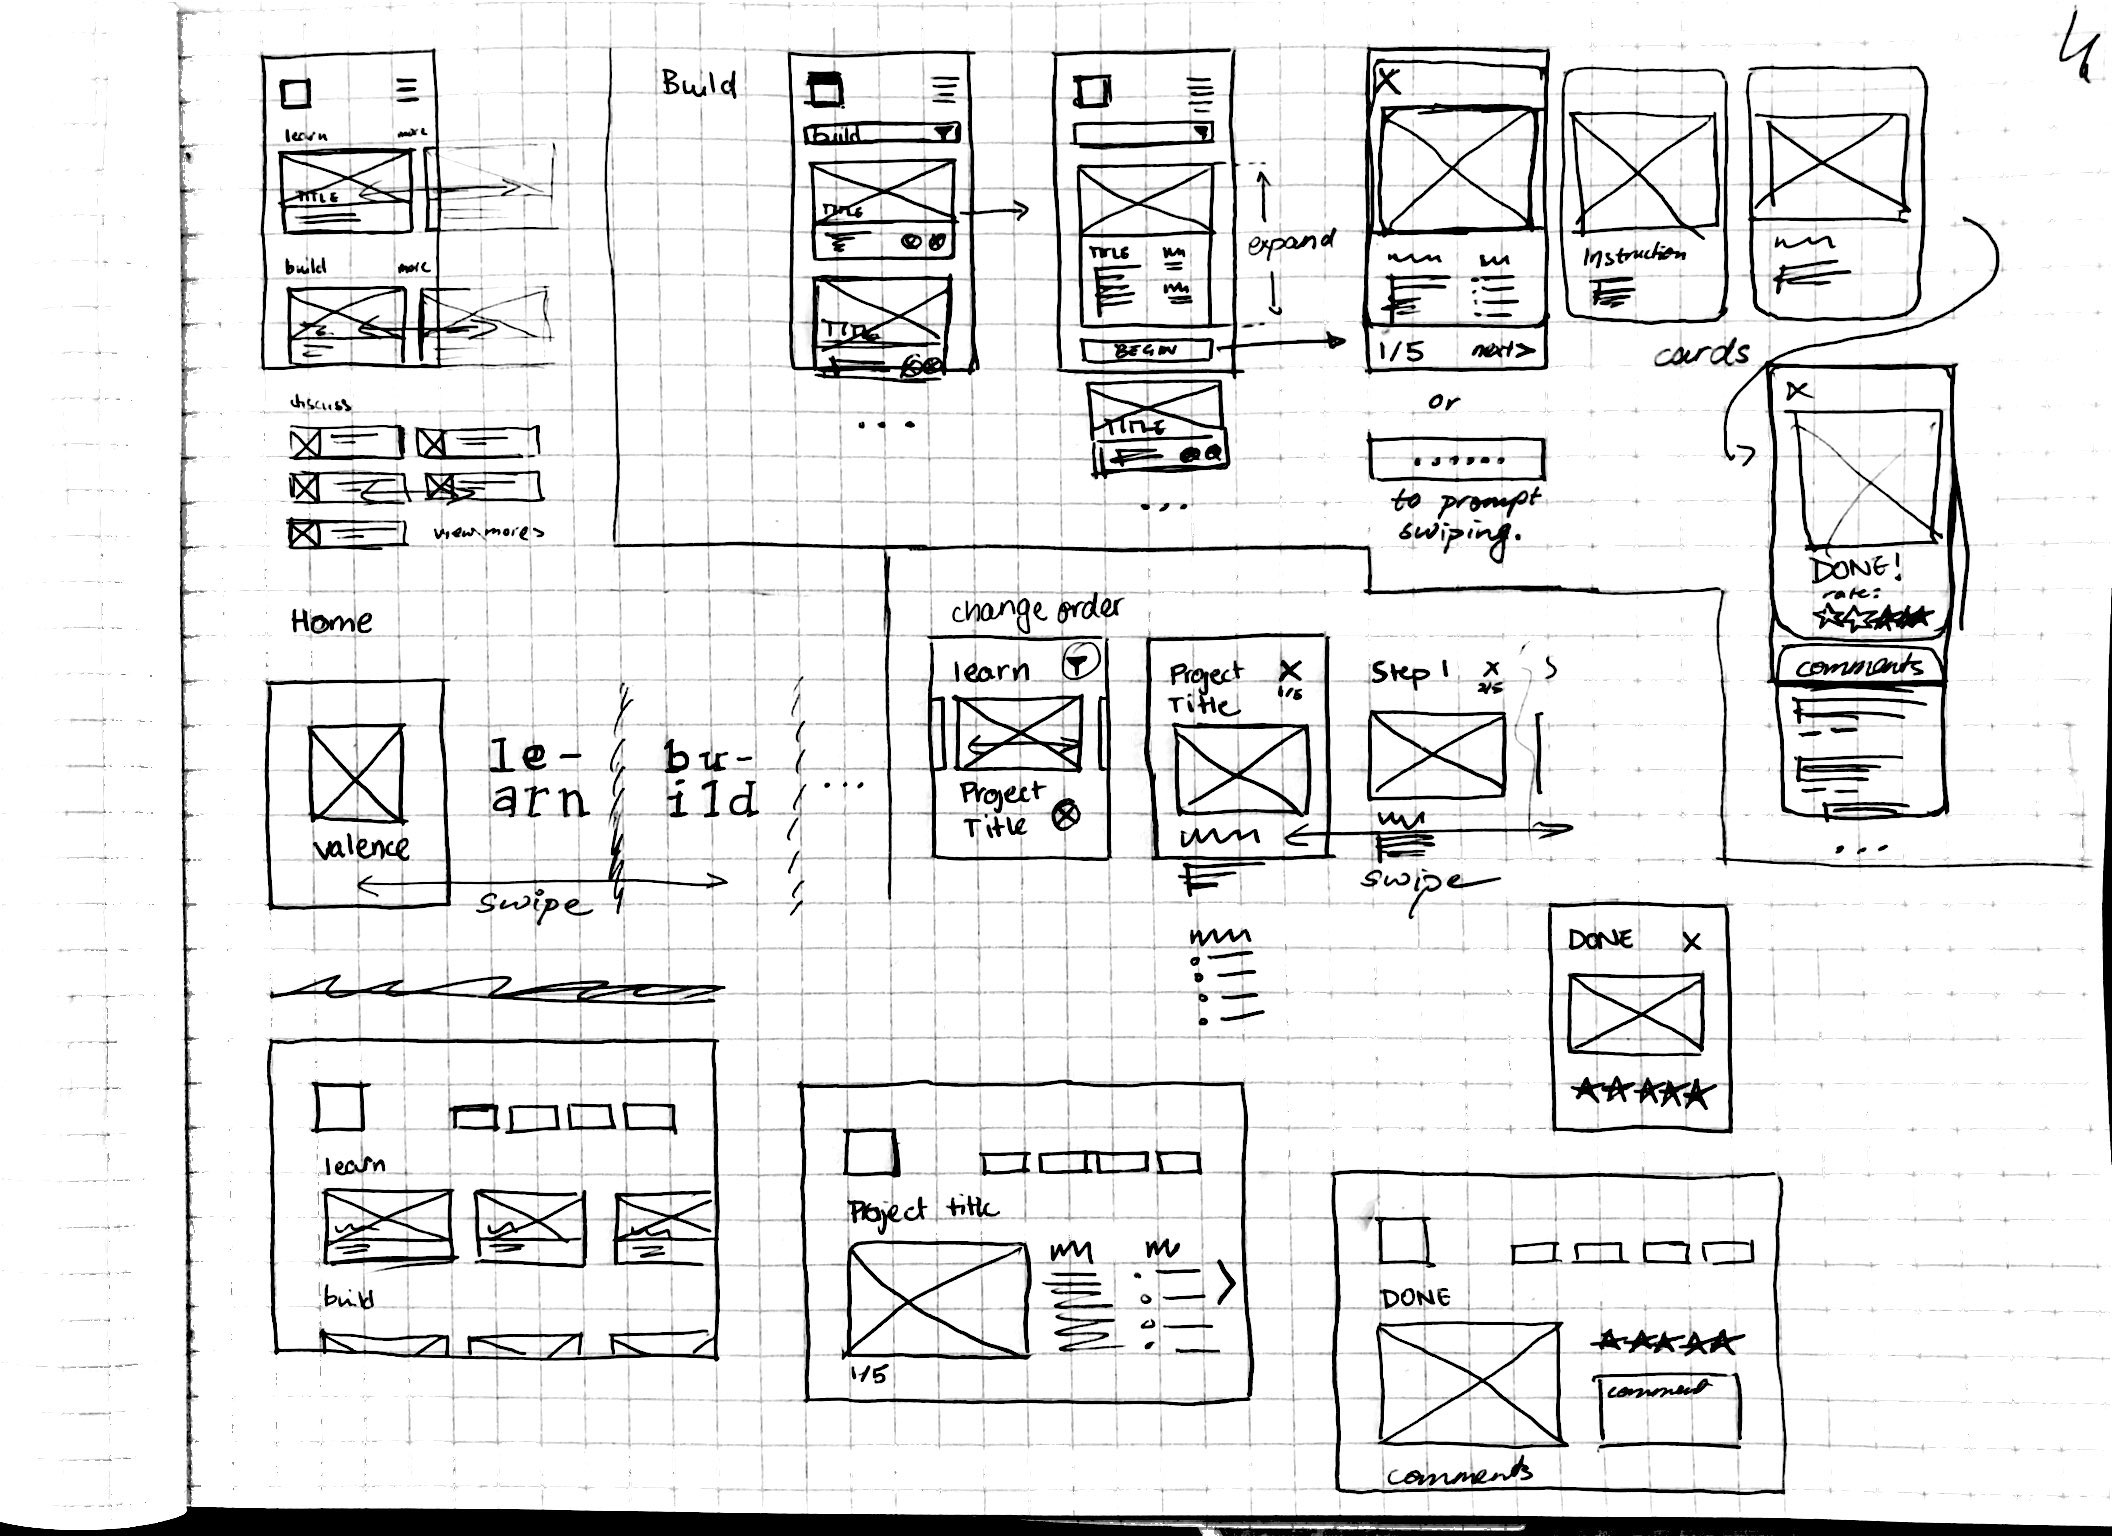 4
learn more
TITLE
build more
TI.
discuss
view more>
Home
Build
build
TITLE
TITLE
...
expand
TITLE
BEGIN
TITLE
...
X
1/5 next>
or
......
to prompt
swiping.
Instruction
cards
X
DONE!
rate:
comments
...
valence
le-
arn
bu-
ild
...
swipe
change order
learn
Project
Title
Project X
Title 1/5
Step 1 X
2/5
swipe
DONE X
learn
build
Project title
1/5
DONE
comment
comments